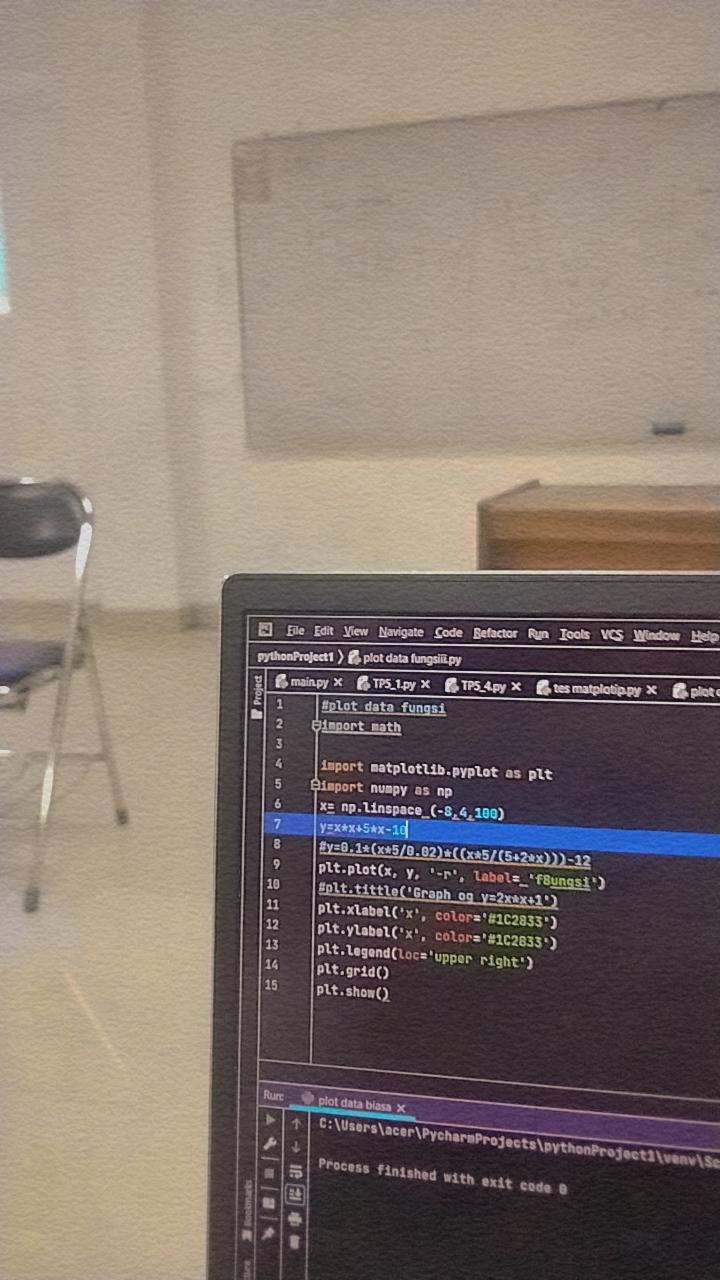 File Edit View Navigate Code Refactor Run Tools VCS Window Help
pythonProject1 plot data fungsiii.py
Project main.py TP5_1.py TP5_4.py tes matplotip.py plot
1 #plot data fungsi
2 import math
3
4 import matplotlib.pyplot as plt
5 import numpy as np
6 x= np.linspace (-8,4,100)
7 y=x*x+5*x-10
8 #y=0.1*(x*5/0.02)*((x*5/(5+2*x)))-12
9 plt.plot(x, y, '-r', label= 'f8ungsi')
10 #plt.tittle('Graph og y=2x*x+1')
11 plt.xlabel('x', color='#1C2833')
12 plt.ylabel('x', color='#1C2833')
13 plt.legend(loc='upper right')
14 plt.grid()
15 plt.show()
Run: plot data biasa
C:\Users\acer\PycharmProjects\pythonProject1\venv\Sc
Process finished with exit code 0
Bookmarks